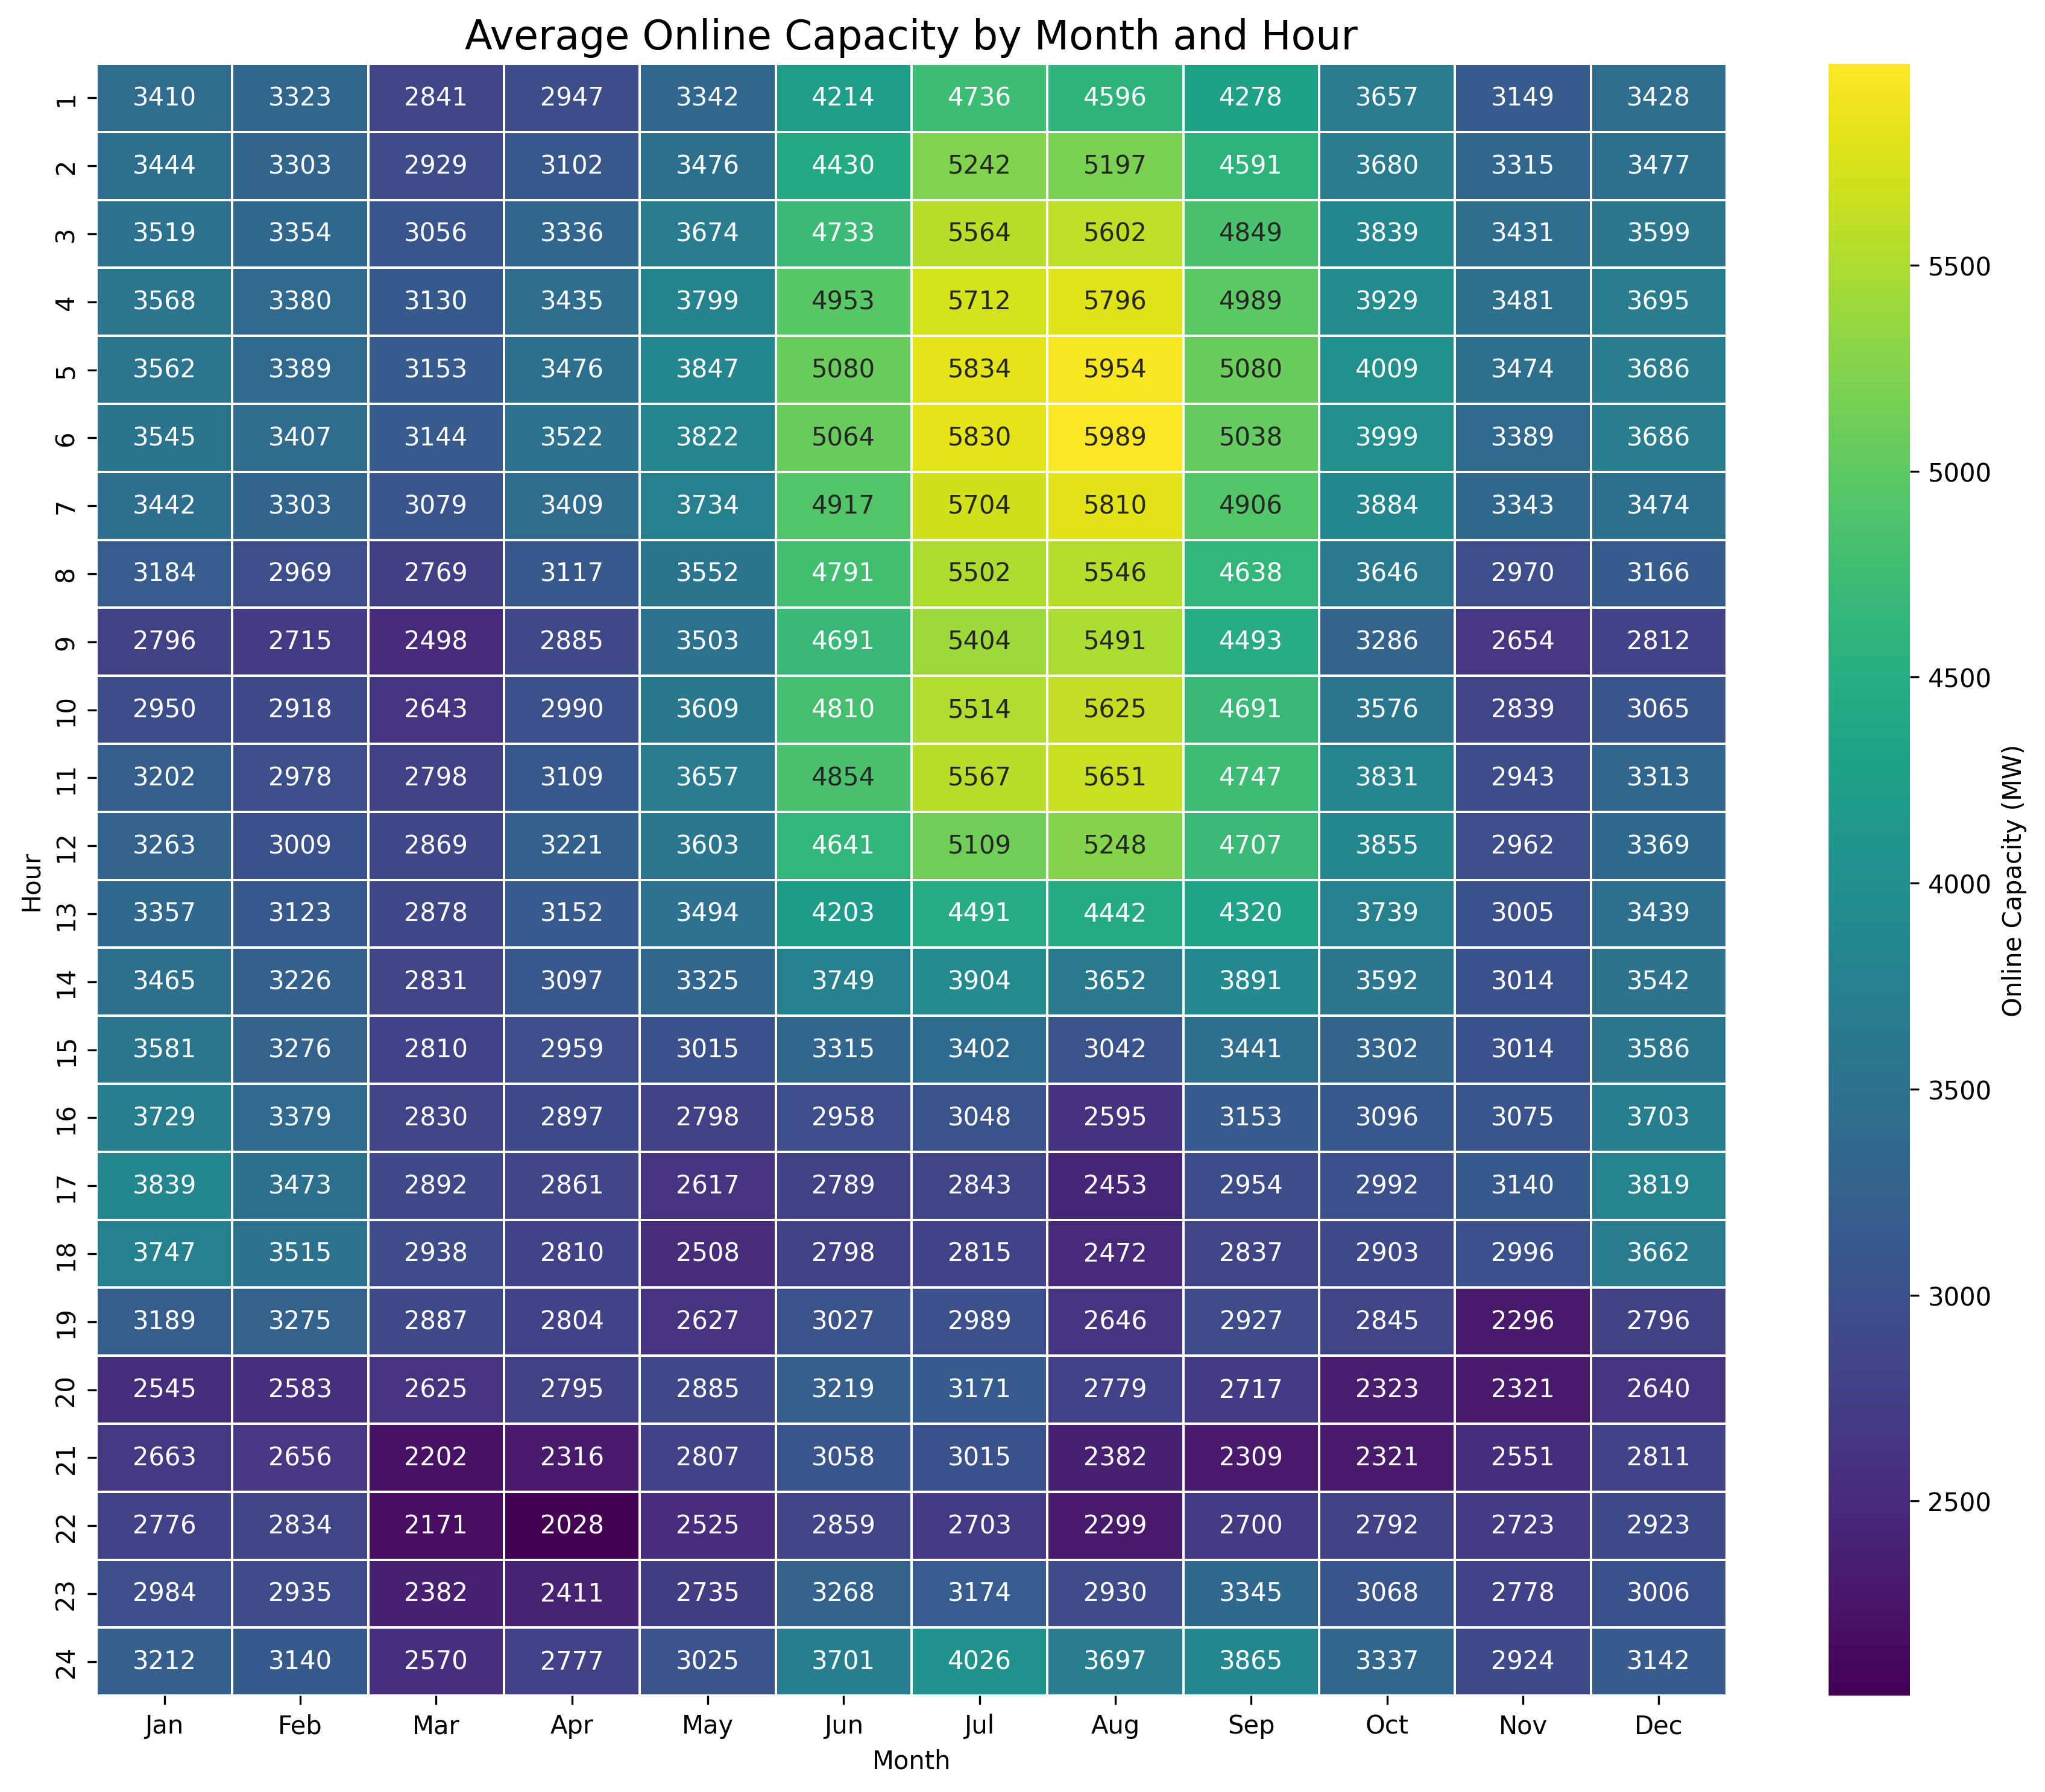 Average Online Capacity by Month and Hour
1 3410 3323 2841 2947 3342 4214 4736 4596 4278 3657 3149 3428
2 3444 3303 2929 3102 3476 4430 5242 5197 4591 3680 3315 3477
3 3519 3354 3056 3336 3674 4733 5564 5602 4849 3839 3431 3599
4 3568 3380 3130 3435 3799 4953 5712 5796 4989 3929 3481 3695
5 3562 3389 3153 3476 3847 5080 5834 5954 5080 4009 3474 3686
6 3545 3407 3144 3522 3822 5064 5830 5989 5038 3999 3389 3686
7 3442 3303 3079 3409 3734 4917 5704 5810 4906 3884 3343 3474
8 3184 2969 2769 3117 3552 4791 5502 5546 4638 3646 2970 3166
9 2796 2715 2498 2885 3503 4691 5404 5491 4493 3286 2654 2812
10 2950 2918 2643 2990 3609 4810 5514 5625 4691 3576 2839 3065
11 3202 2978 2798 3109 3657 4854 5567 5651 4747 3831 2943 3313
12 3263 3009 2869 3221 3603 4641 5109 5248 4707 3855 2962 3369
13 3357 3123 2878 3152 3494 4203 4491 4442 4320 3739 3005 3439
14 3465 3226 2831 3097 3325 3749 3904 3652 3891 3592 3014 3542
15 3581 3276 2810 2959 3015 3315 3402 3042 3441 3302 3014 3586
16 3729 3379 2830 2897 2798 2958 3048 2595 3153 3096 3075 3703
17 3839 3473 2892 2861 2617 2789 2843 2453 2954 2992 3140 3819
18 3747 3515 2938 2810 2508 2798 2815 2472 2837 2903 2996 3662
19 3189 3275 2887 2804 2627 3027 2989 2646 2927 2845 2296 2796
20 2545 2583 2625 2795 2885 3219 3171 2779 2717 2323 2321 2640
21 2663 2656 2202 2316 2807 3058 3015 2382 2309 2321 2551 2811
22 2776 2834 2171 2028 2525 2859 2703 2299 2700 2792 2723 2923
23 2984 2935 2382 2411 2735 3268 3174 2930 3345 3068 2778 3006
24 3212 3140 2570 2777 3025 3701 4026 3697 3865 3337 2924 3142
Jan Feb Mar Apr May Jun Jul Aug Sep Oct Nov Dec
Month
Hour
5500
5000
4500
4000
3500
3000
2500
Online Capacity (MW)